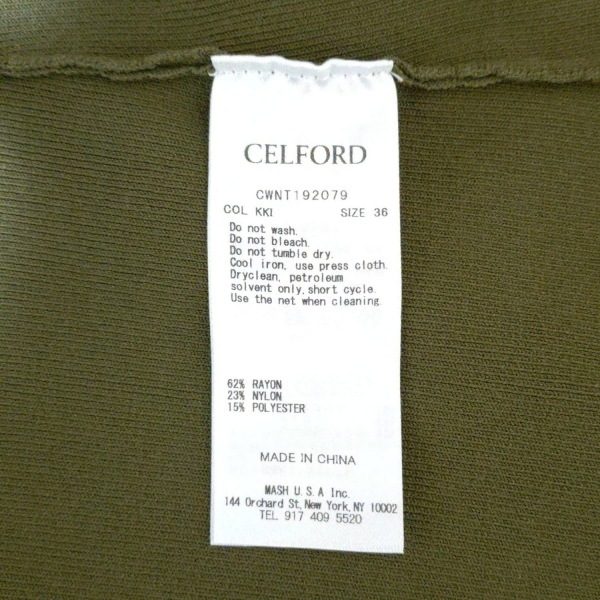 CELFORD
CWNT192079
COL KKI SIZE 36
Do not wash.
Do not bleach.
Do not tumble dry.
Cool iron, use press cloth.
Dryclean, petroleum
solvent only, short cycle.
Use the net when cleaning.
62% RAYON
23% NYLON
15% POLYESTER
MADE IN CHINA
MASH U.S.A Inc.
144 Orchard St, New York, NY 10002
TEL 917 409 5520